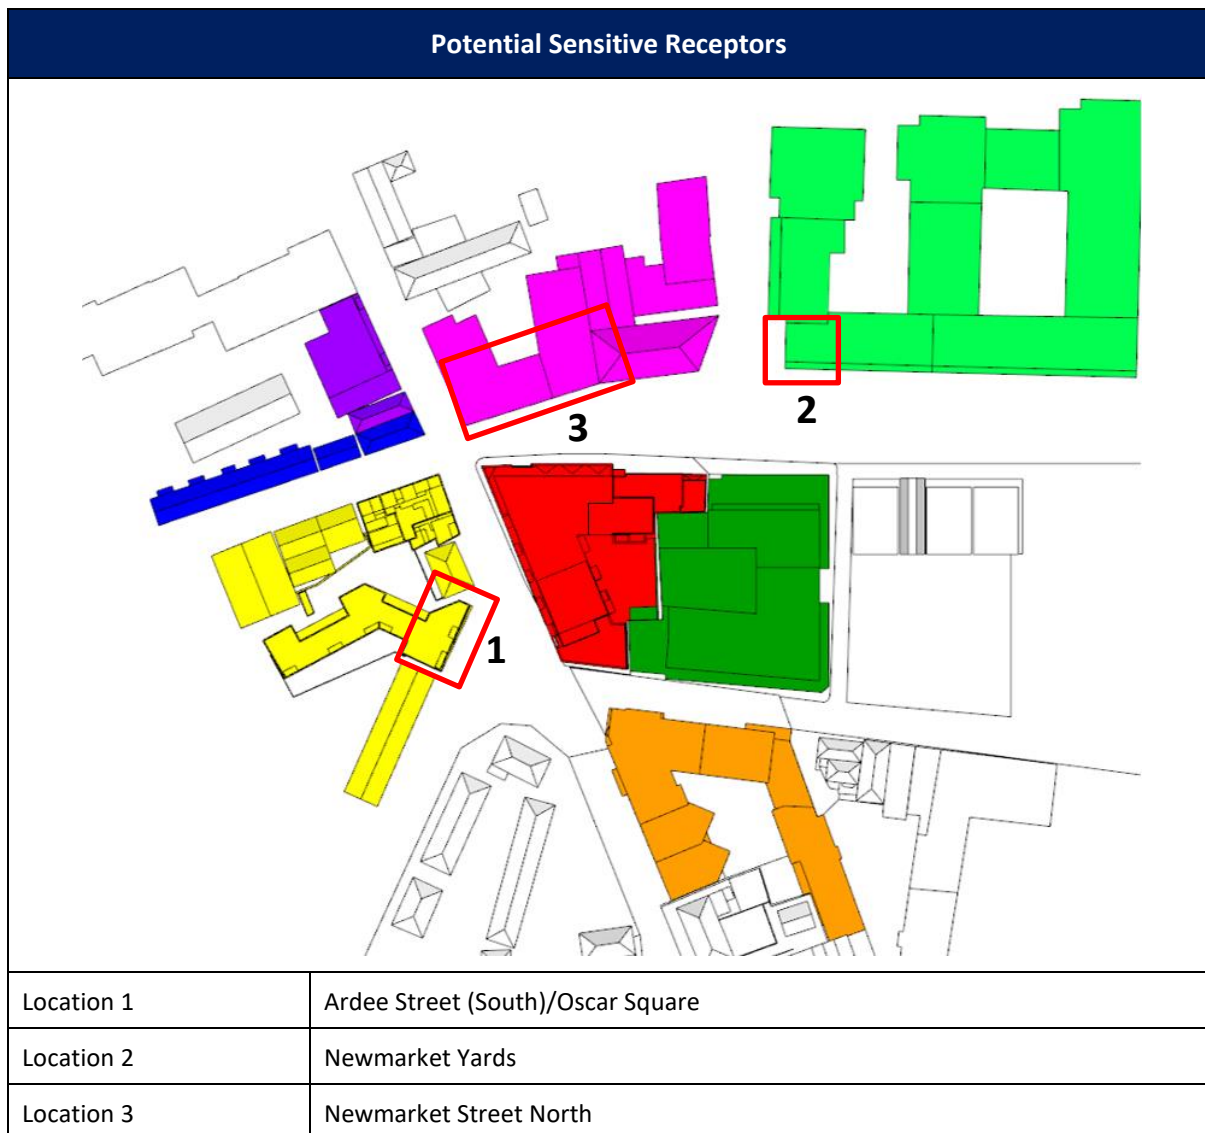 Potential Sensitive Receptors
3
2
1
Location 1 Ardee Street (South)/Oscar Square
Location 2 Newmarket Yards
Location 3 Newmarket Street North